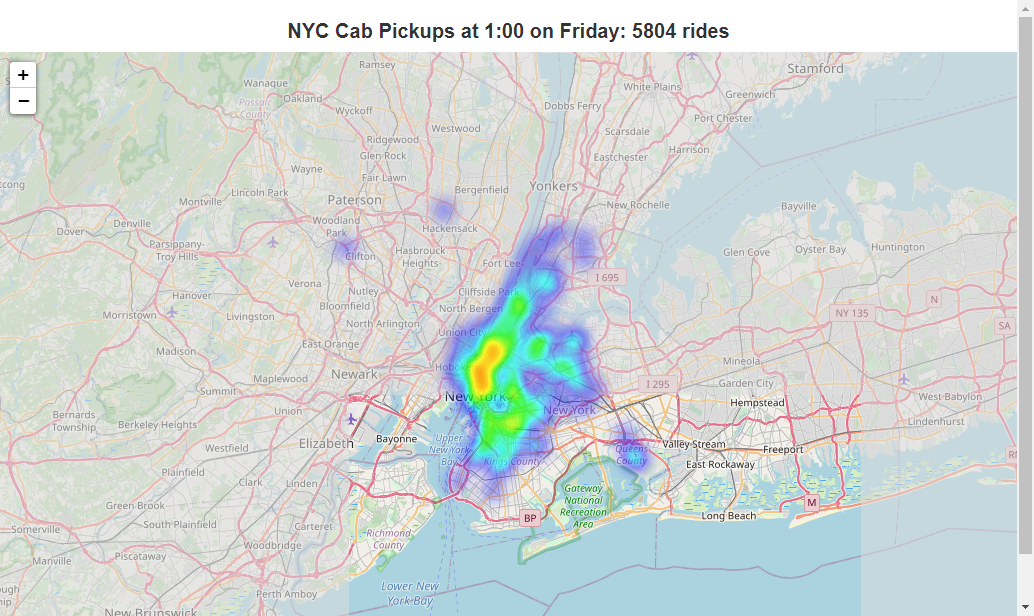 NYC Cab Pickups at 1:00 on Friday: 5804 rides
+
−
Ramsey
Stamford
Wanaque
Oakland
White Plains
Greenwich
Passaic
County
Wyckoff
Dobbs Ferry
Port Chester
Westwood
Scarsdale
Ridgewood
Harrison
Glen Rock
Eastchester
Wayne
Fair Lawn
tcong
Lincoln Park
Bergenfield
Yonkers
Montville
Paterson
New Rochelle
Bayville
Denville
Woodland
Park
Hackensack
Dover
Parsippany-
Troy Hills
Clifton
Hasbrouck
Heights
Glen Cove
Oyster Bay
Huntington
Fort Lee
I 695
Verona
Nutley
Cliffside Park
Hanover
Bloomfield
North Bergen
N
Morristown
Livingston
North Arlington
NY 135
SA
Union City
East Orange
Madison
Mineola
Newark
Hoboken
Maplewood
I 295
Garden City
Summit
New York
Hempstead
West Babylon
Bernards
Township
Union
New York
Berkeley Heights
Lindenhurst
Elizabeth
Bayonne
Upper
New York
Bay
Valley Stream
Freeport
Westfield
Queens
County
Kings County
East Rockaway
Plainfield
Clark
Linden
Gateway
National
Recreation
Area
M
Green Brook
BP
Long Beach
South Plainfield
Carteret
Somerville
Richmond
County
Woodbridge
Piscataway
Manville
Perth Amboy
Lower New
York Bay
New Brunswick